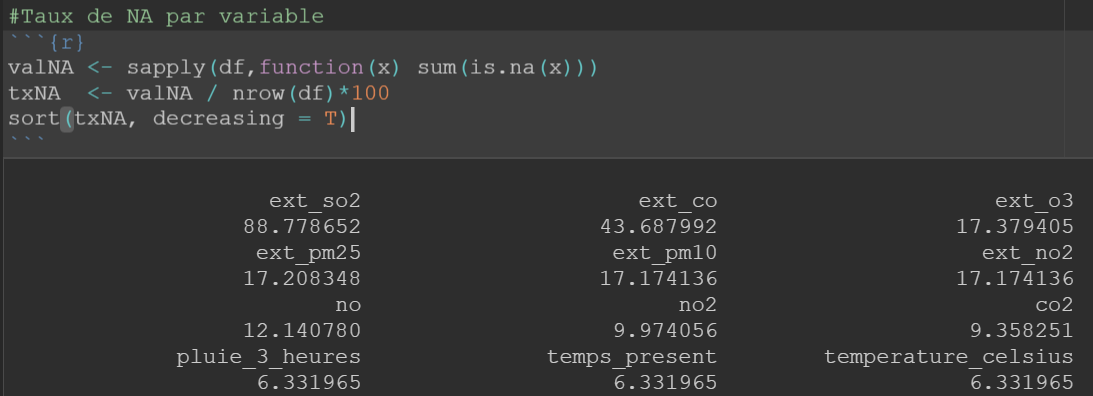 #Taux de NA par variable
```{r}
valNA <- sapply(df,function(x) sum(is.na(x)))
txNA  <- valNA / nrow(df)*100
sort(txNA, decreasing = T)
```
ext_so2 ext_co ext_o3
88.778652 43.687992 17.379405
ext_pm25 ext_pm10 ext_no2
17.208348 17.174136 17.174136
no no2 co2
12.140780 9.974056 9.358251
pluie_3_heures temps_present temperature_celsius
6.331965 6.331965 6.331965